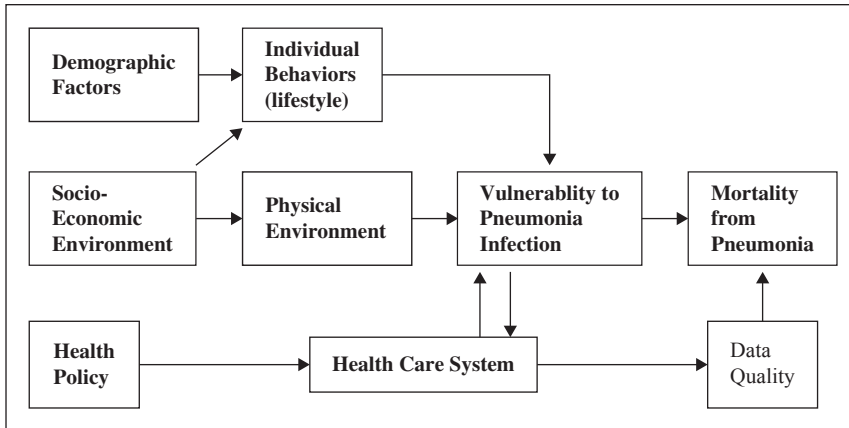 Demographic
Factors
Individual
Behaviors
(lifestyle)
Socio-
Economic
Environment
Physical
Environment
Vulnerablity to
Pneumonia
Infection
Mortality
from
Pneumonia
Health
Policy
Health Care System
Data
Quality